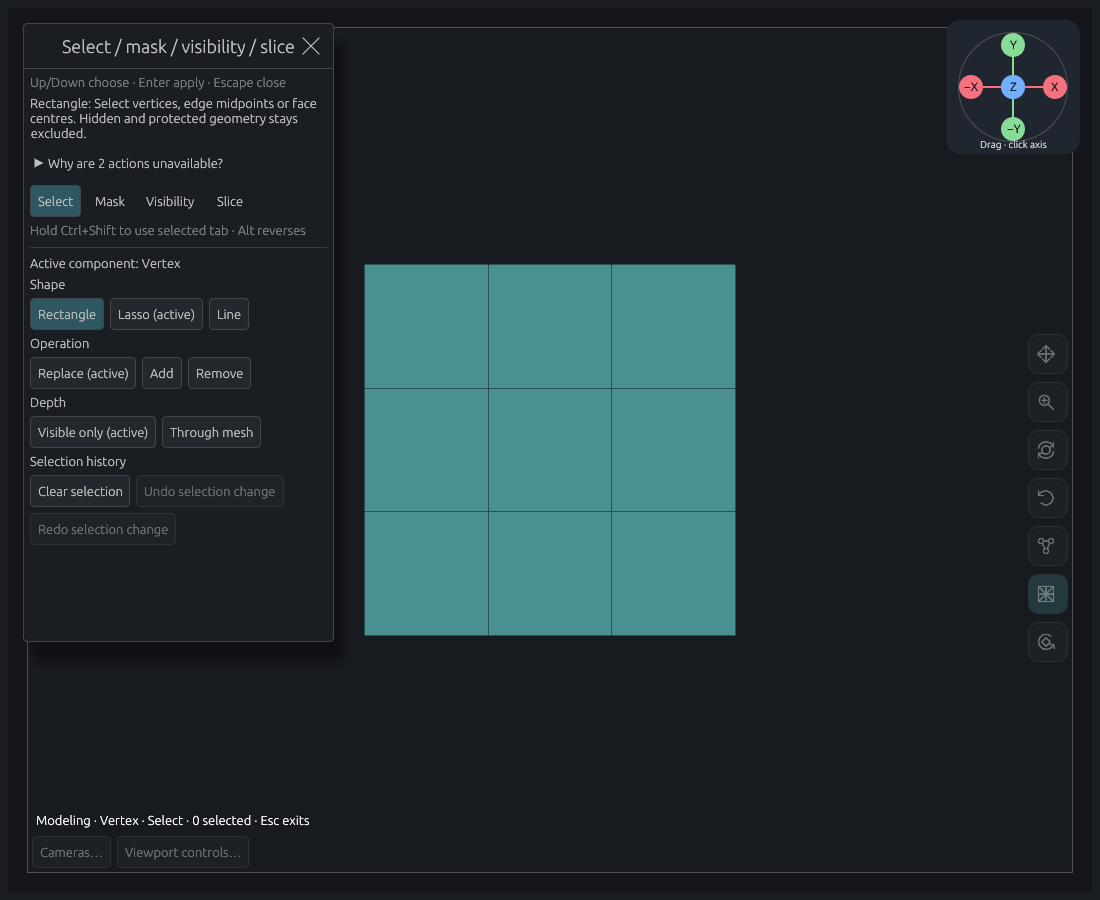 Select / mask / visibility / slice
Up/Down choose · Enter apply · Escape close
Rectangle: Select vertices, edge midpoints or face
centres. Hidden and protected geometry stays
excluded.
Why are 2 actions unavailable?
Select Mask Visibility Slice
Hold Ctrl+Shift to use selected tab · Alt reverses
Active component: Vertex
Shape
Rectangle Lasso (active) Line
Operation
Replace (active) Add Remove
Depth
Visible only (active) Through mesh
Selection history
Clear selection Undo selection change
Redo selection change
Y
−X Z X
−Y
Drag · click axis
Modeling · Vertex · Select · 0 selected · Esc exits
Cameras… Viewport controls…